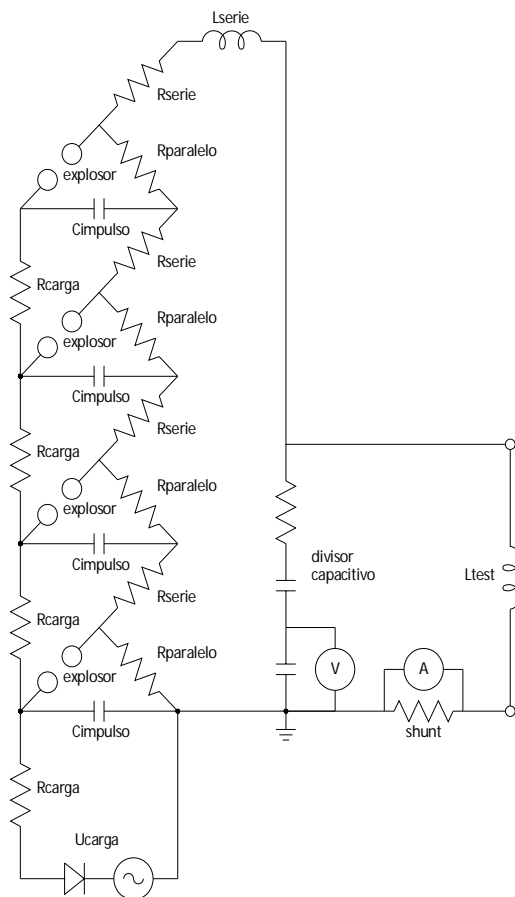 Lserie
Rserie
Rparalelo
explosor
Cimpulso
Rserie
Rcarga
Rparalelo
explosor
Cimpulso
Rserie
Rcarga
Rparalelo
explosor
divisor
capacitivo
Cimpulso
Ltest
Rserie
Rcarga
Rparalelo
explosor
V
A
Cimpulso
shunt
Rcarga
Ucarga